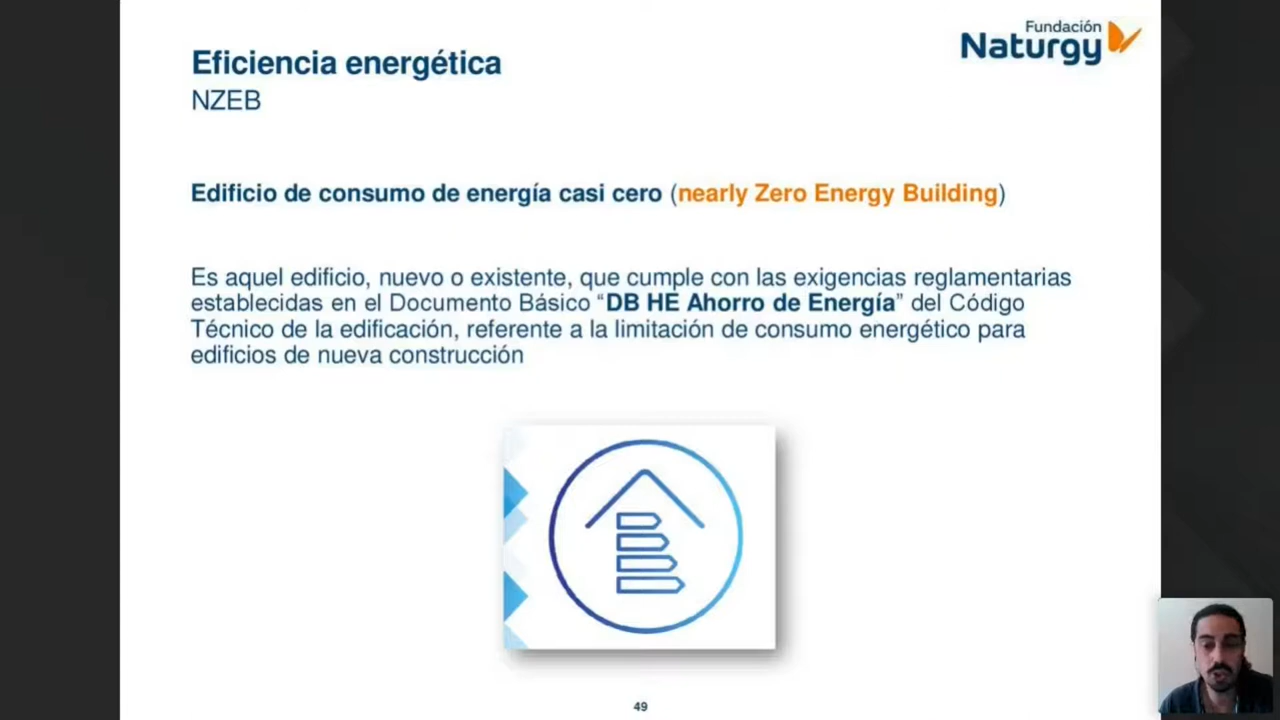 Fundación
Naturgy
Eficiencia energética
NZEB
Edificio de consumo de energía casi cero (nearly Zero Energy Building)
Es aquel edificio, nuevo o existente, que cumple con las exigencias reglamentarias
establecidas en el Documento Básico “DB HE Ahorro de Energía” del Código
Técnico de la edificación, referente a la limitación de consumo energético para
edificios de nueva construcción
49